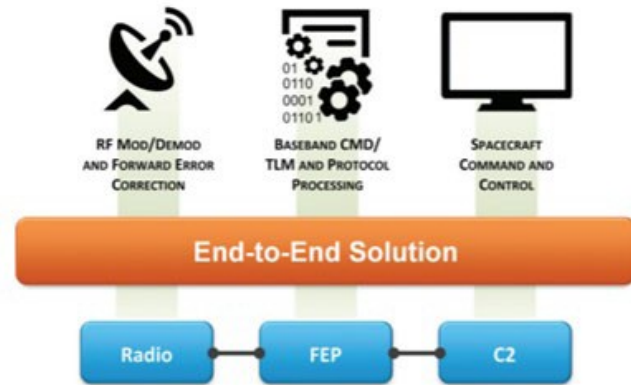 01
0110
0001
0110 1
RF MOD/DEMOD
AND FORWARD ERROR
CORRECTION
BASEBAND CMD/
TLM AND PROTOCOL
PROCESSING
SPACECRAFT
COMMAND AND
CONTROL
End-to-End Solution
Radio
FEP
C2